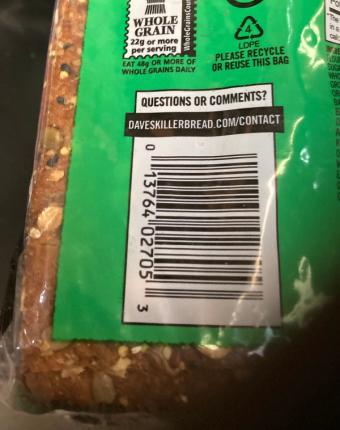 WHOLE
GRAIN
22g or more
per serving
WholeGrainsCoun
EAT 48g OR MORE OF
WHOLE GRAINS DAILY
4
LDPE
PLEASE RECYCLE
OR REUSE THIS BAG
QUESTIONS OR COMMENTS?
DAVESKILLERBREAD.COM/CONTACT
0 13764 02705 3